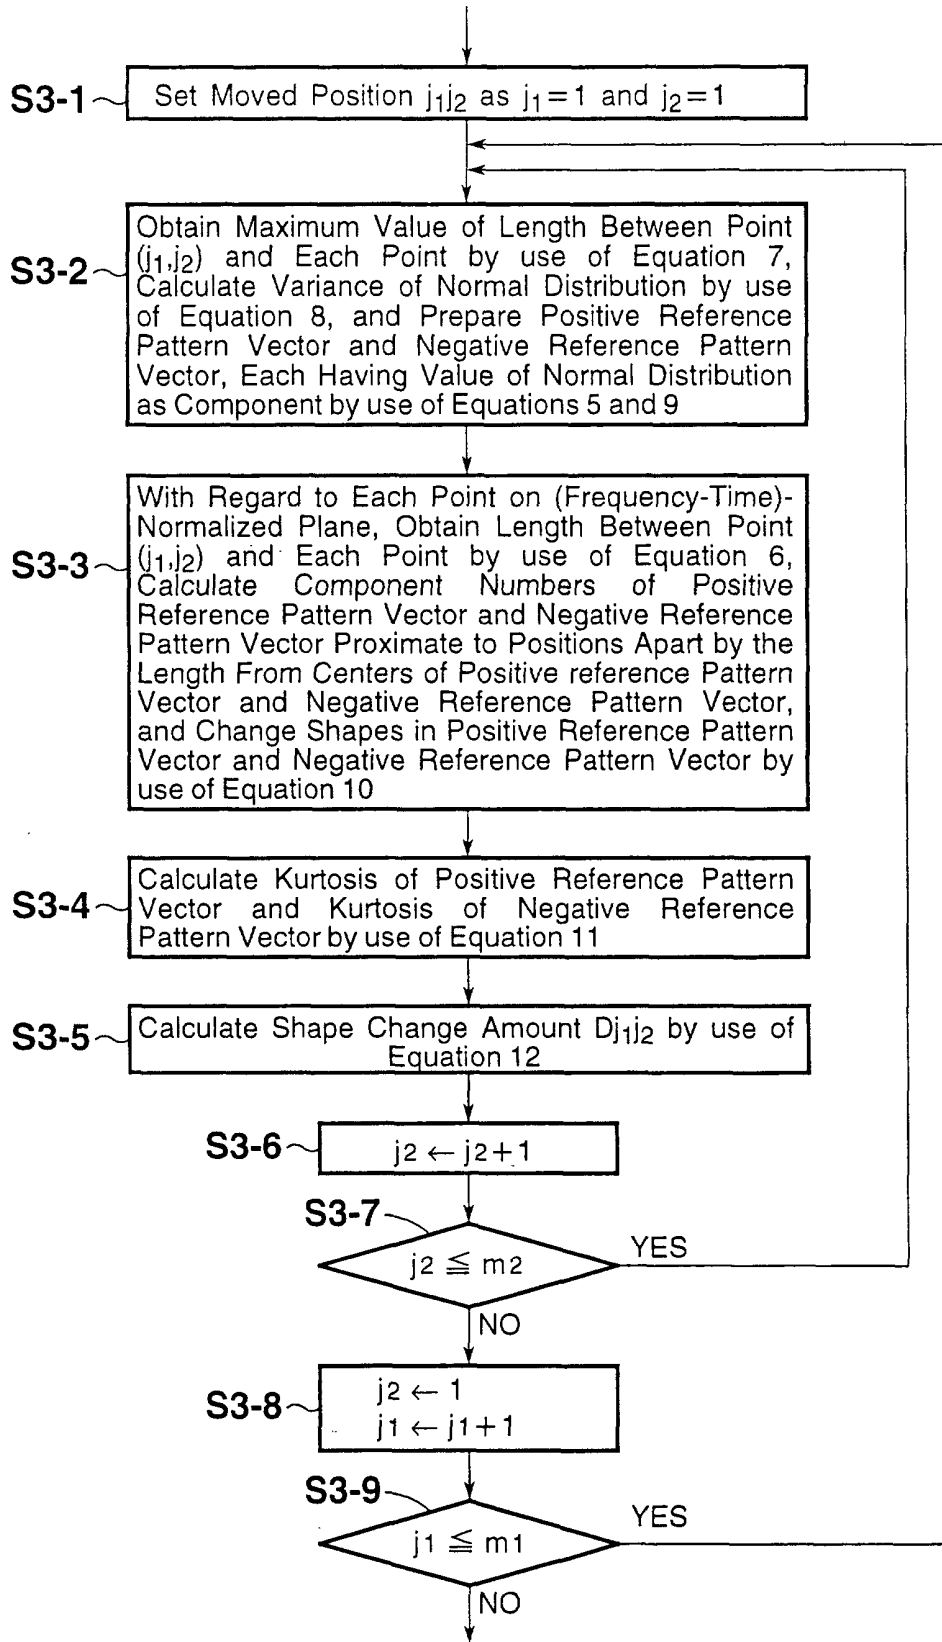 S3-1
Set Moved Position j1j2 as j1=1 and j2=1
S3-2
Obtain Maximum Value of Length Between Point
(j1,j2) and Each Point by use of Equation 7,
Calculate Variance of Normal Distribution by use
of Equation 8, and Prepare Positive Reference
Pattern Vector and Negative Reference Pattern
Vector, Each Having Value of Normal Distribution
as Component by use of Equations 5 and 9
S3-3
With Regard to Each Point on (Frequency-Time)-
Normalized Plane, Obtain Length Between Point
(j1,j2) and Each Point by use of Equation 6,
Calculate Component Numbers of Positive
Reference Pattern Vector and Negative Reference
Pattern Vector Proximate to Positions Apart by the
Length From Centers of Positive reference Pattern
Vector and Negative Reference Pattern Vector,
and Change Shapes in Positive Reference Pattern
Vector and Negative Reference Pattern Vector by
use of Equation 10
S3-4
Calculate Kurtosis of Positive Reference Pattern
Vector and Kurtosis of Negative Reference
Pattern Vector by use of Equation 11
S3-5
Calculate Shape Change Amount Dj1j2 by use of
Equation 12
S3-6
j2 ← j2+1
S3-7
j2 ≦ m2
YES
NO
S3-8
j2 ← 1
j1 ← j1+1
S3-9
j1 ≦ m1
YES
NO